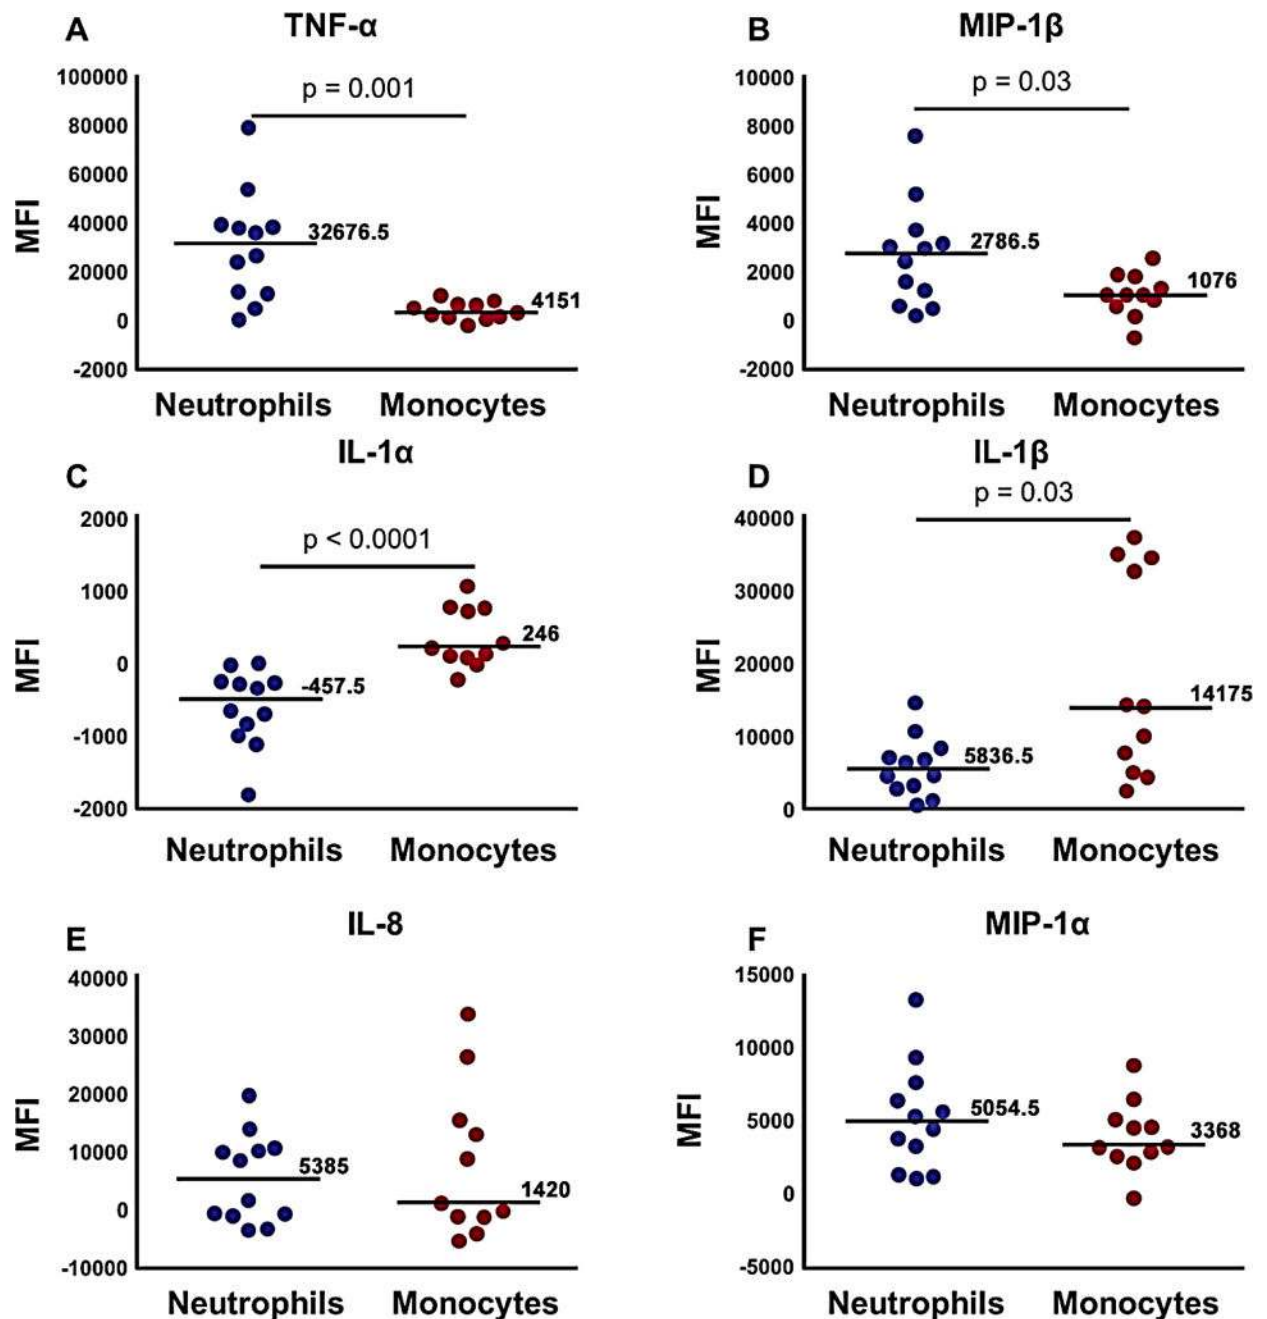 A
TNF-α
100000
80000
60000
40000
20000
0
-2000
MFI
p = 0.001
32676.5
4151
Neutrophils
Monocytes
B
MIP-1β
10000
8000
6000
4000
2000
0
-2000
MFI
p = 0.03
2786.5
1076
Neutrophils
Monocytes
C
IL-1α
2000
1000
0
-1000
-2000
MFI
p < 0.0001
246
-457.5
Neutrophils
Monocytes
D
IL-1β
p = 0.03
40000
30000
20000
10000
0
MFI
14175
5836.5
Neutrophils
Monocytes
E
IL-8
40000
30000
20000
10000
0
-10000
MFI
5385
1420
Neutrophils
Monocytes
F
MIP-1α
15000
10000
5000
0
-5000
MFI
5054.5
3368
Neutrophils
Monocytes